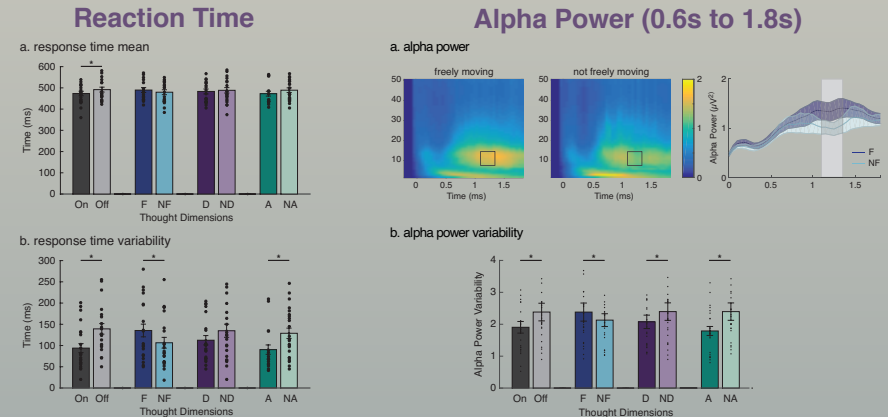 Reaction Time
a. response time mean
*
600
500
400
300
200
100
0
Time (ms)
On Off F NF D ND A NA
Thought Dimensions
b. response time variability
* * *
300
250
200
150
100
50
0
Time (ms)
On Off F NF D ND A NA
Thought Dimensions
Alpha Power (0.6s to 1.8s)
a. alpha power
freely moving
50
40
30
20
10
0 0.5 1 1.5
Time (ms)
not freely moving
50
40
30
20
10
0 0.5 1 1.5
Time (ms)
2
1
0
Alpha Power (μV²)
2
1
0
0 0.5 1 1.5
F
NF
b. alpha power variability
* * * *
4
3
2
1
0
Alpha Power Variability
On Off F NF D ND A NA
Thought Dimensions